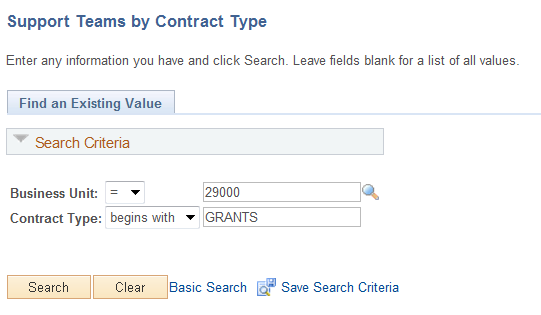 Support Teams by Contract Type
Enter any information you have and click Search. Leave fields blank for a list of all values.
Find an Existing Value
Search Criteria
Business Unit: = 29000
Contract Type: begins with GRANTS
Search Clear Basic Search Save Search Criteria